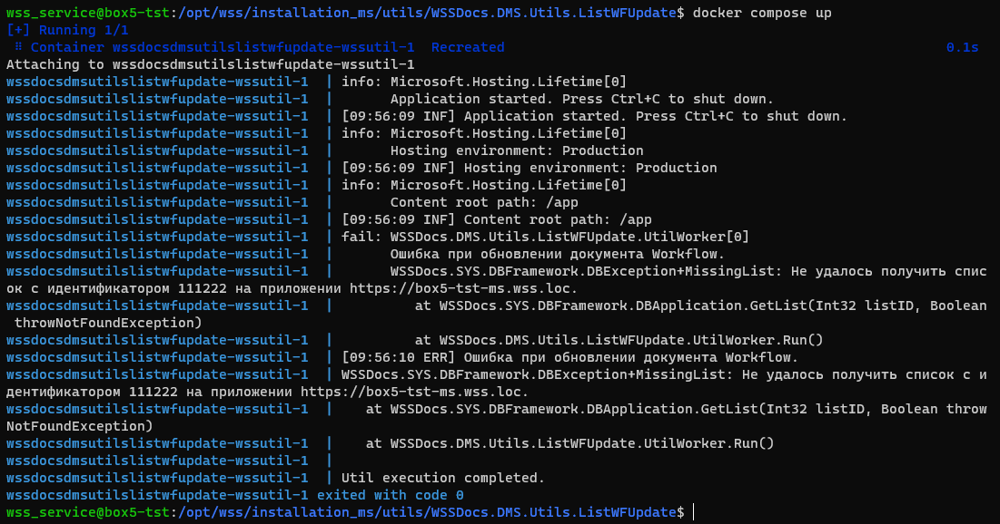 wss_service@box5-tst:/opt/wss/installation_ms/utils/WSSDocs.DMS.Utils.ListWFUpdate$ docker compose up
[+] Running 1/1
⠿ Container wssdocsdmsutilslistwfupdate-wssutil-1  Recreated 0.1s
Attaching to wssdocsdmsutilslistwfupdate-wssutil-1
wssdocsdmsutilslistwfupdate-wssutil-1  | info: Microsoft.Hosting.Lifetime[0]
wssdocsdmsutilslistwfupdate-wssutil-1  |       Application started. Press Ctrl+C to shut down.
wssdocsdmsutilslistwfupdate-wssutil-1  | [09:56:09 INF] Application started. Press Ctrl+C to shut down.
wssdocsdmsutilslistwfupdate-wssutil-1  | info: Microsoft.Hosting.Lifetime[0]
wssdocsdmsutilslistwfupdate-wssutil-1  |       Hosting environment: Production
wssdocsdmsutilslistwfupdate-wssutil-1  | [09:56:09 INF] Hosting environment: Production
wssdocsdmsutilslistwfupdate-wssutil-1  | info: Microsoft.Hosting.Lifetime[0]
wssdocsdmsutilslistwfupdate-wssutil-1  |       Content root path: /app
wssdocsdmsutilslistwfupdate-wssutil-1  | [09:56:09 INF] Content root path: /app
wssdocsdmsutilslistwfupdate-wssutil-1  | fail: WSSDocs.DMS.Utils.ListWFUpdate.UtilWorker[0]
wssdocsdmsutilslistwfupdate-wssutil-1  |       Ошибка при обновлении документа Workflow.
wssdocsdmsutilslistwfupdate-wssutil-1  |       WSSDocs.SYS.DBFramework.DBException+MissingList: Не удалось получить спис
ок с идентификатором 111222 на приложении https://box5-tst-ms.wss.loc.
wssdocsdmsutilslistwfupdate-wssutil-1  |          at WSSDocs.SYS.DBFramework.DBApplication.GetList(Int32 listID, Boolean
throwNotFoundException)
wssdocsdmsutilslistwfupdate-wssutil-1  |          at WSSDocs.DMS.Utils.ListWFUpdate.UtilWorker.Run()
wssdocsdmsutilslistwfupdate-wssutil-1  | [09:56:10 ERR] Ошибка при обновлении документа Workflow.
wssdocsdmsutilslistwfupdate-wssutil-1  | WSSDocs.SYS.DBFramework.DBException+MissingList: Не удалось получить список с и
дентификатором 111222 на приложении https://box5-tst-ms.wss.loc.
wssdocsdmsutilslistwfupdate-wssutil-1  |    at WSSDocs.SYS.DBFramework.DBApplication.GetList(Int32 listID, Boolean throw
NotFoundException)
wssdocsdmsutilslistwfupdate-wssutil-1  |    at WSSDocs.DMS.Utils.ListWFUpdate.UtilWorker.Run()
wssdocsdmsutilslistwfupdate-wssutil-1  |
wssdocsdmsutilslistwfupdate-wssutil-1  | Util execution completed.
wssdocsdmsutilslistwfupdate-wssutil-1 exited with code 0
wss_service@box5-tst:/opt/wss/installation_ms/utils/WSSDocs.DMS.Utils.ListWFUpdate$